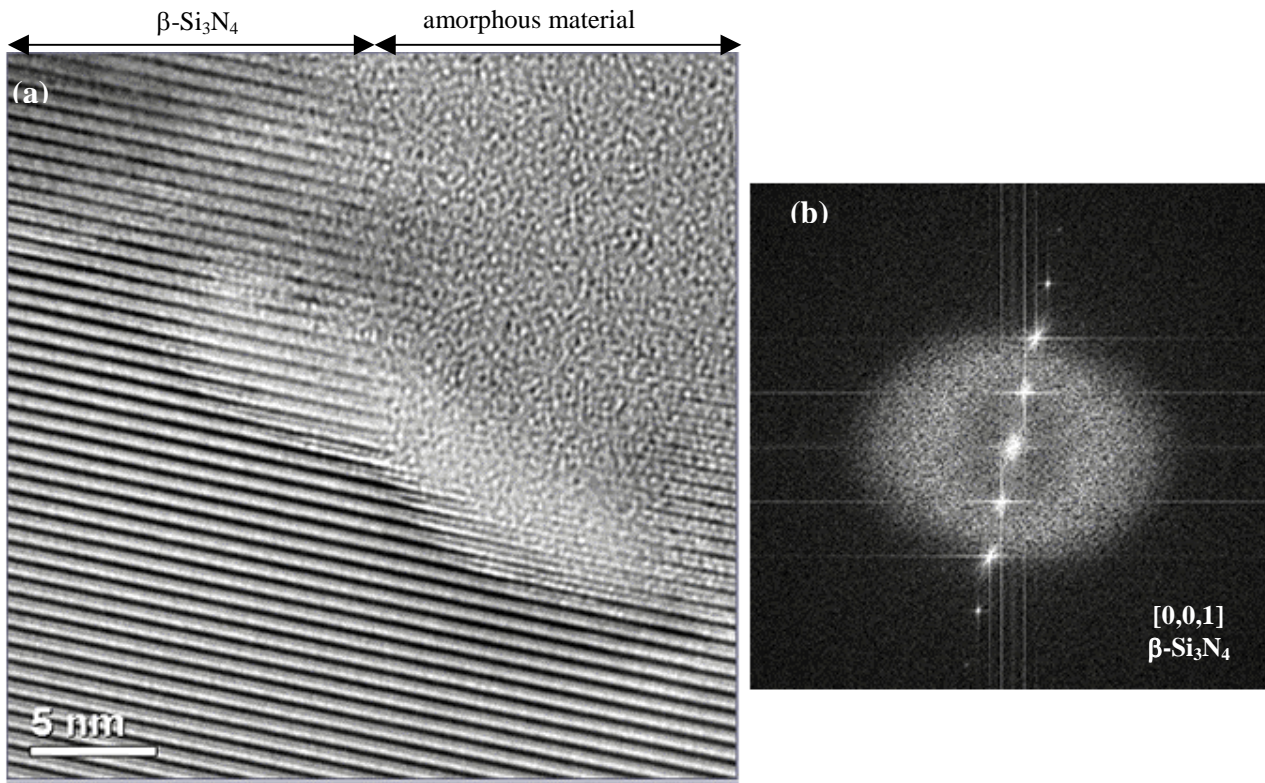 β-Si₃N₄ amorphous material
(a)
(b)
[0,0,1]
β-Si₃N₄
5 nm